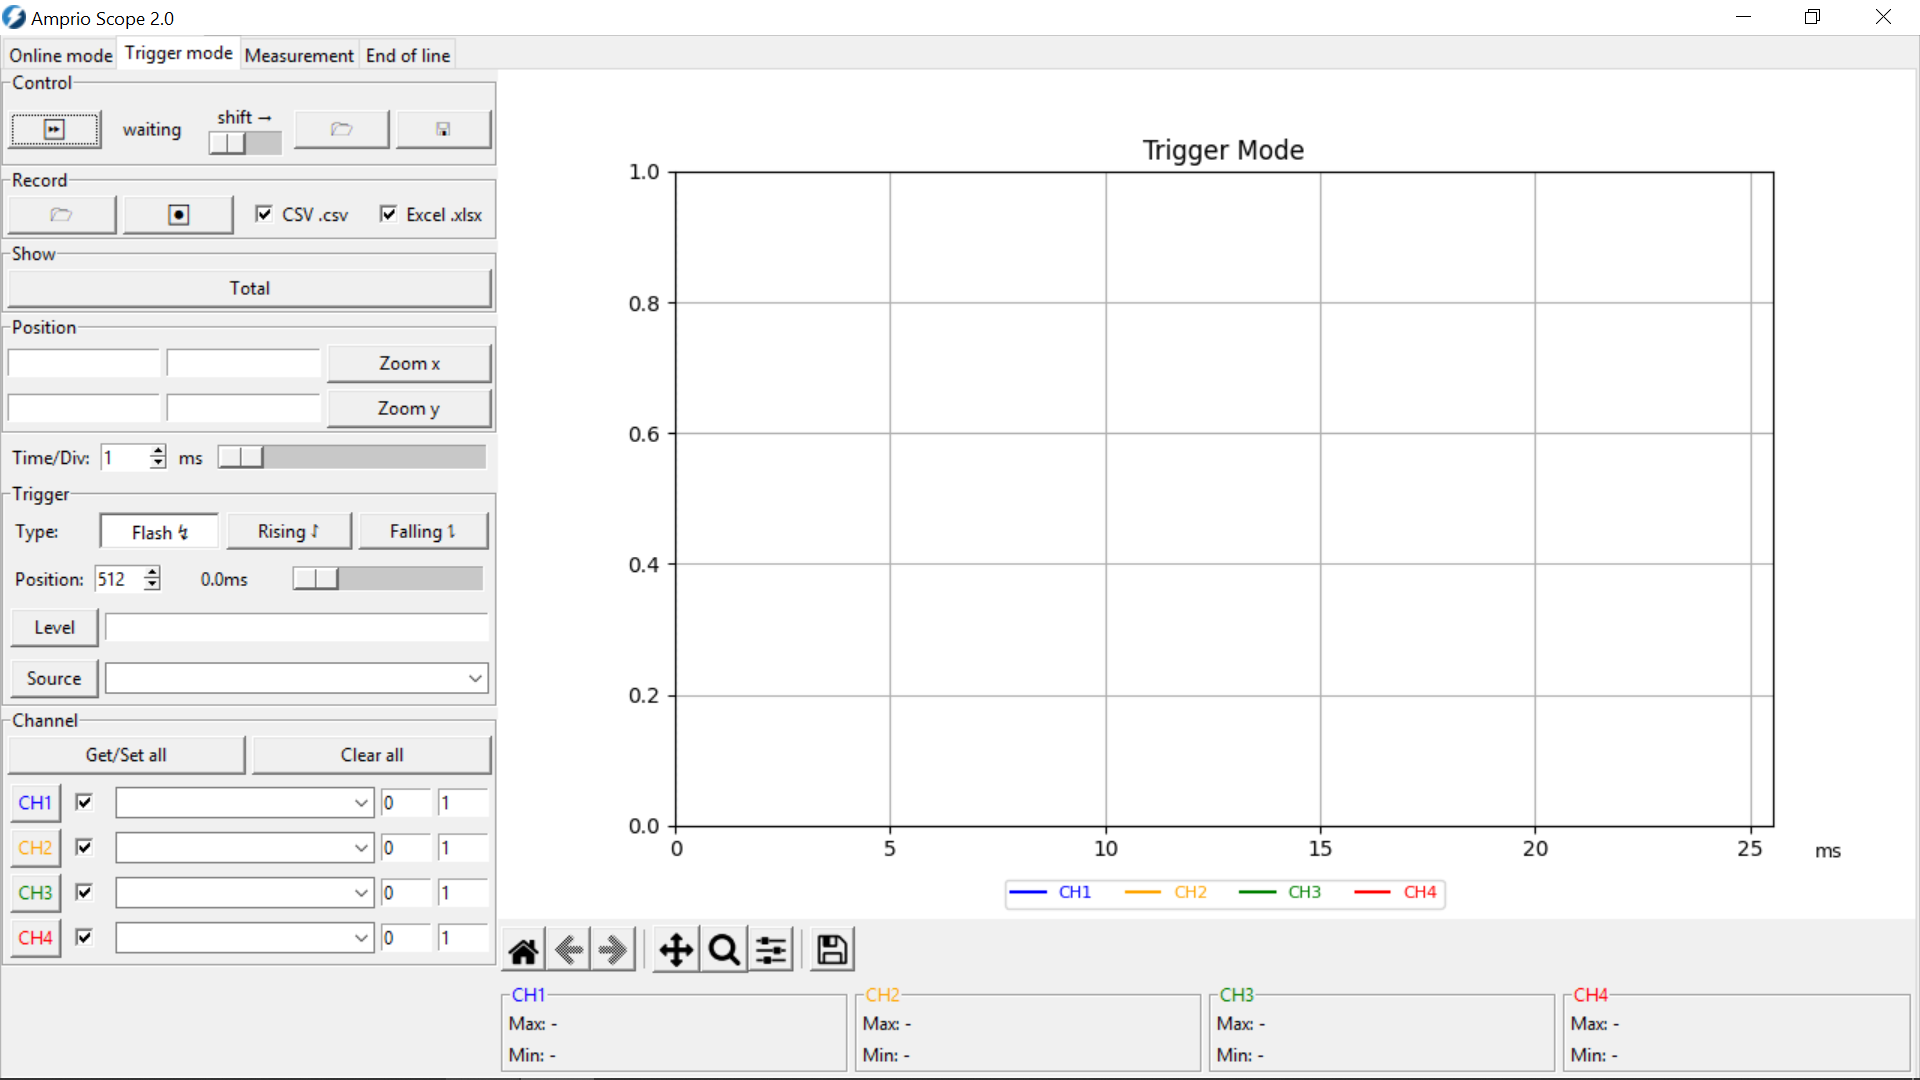 Amprio Scope 2.0
Online mode Trigger mode Measurement End of line
Control
waiting
shift →
Record
CSV .csv
Excel .xlsx
Show
Total
Position
Zoom x
Zoom y
Time/Div: 1 ms
Trigger
Type: Flash ↯ Rising ⥜ Falling ⥝
Position: 512 0.0ms
Level
Source
Channel
Get/Set all Clear all
CH1 0 1
CH2 0 1
CH3 0 1
CH4 0 1
Trigger Mode
1.0
0.8
0.6
0.4
0.2
0.0
0 5 10 15 20 25 ms
CH1 CH2 CH3 CH4
CH1
Max: -
Min: -
CH2
Max: -
Min: -
CH3
Max: -
Min: -
CH4
Max: -
Min: -